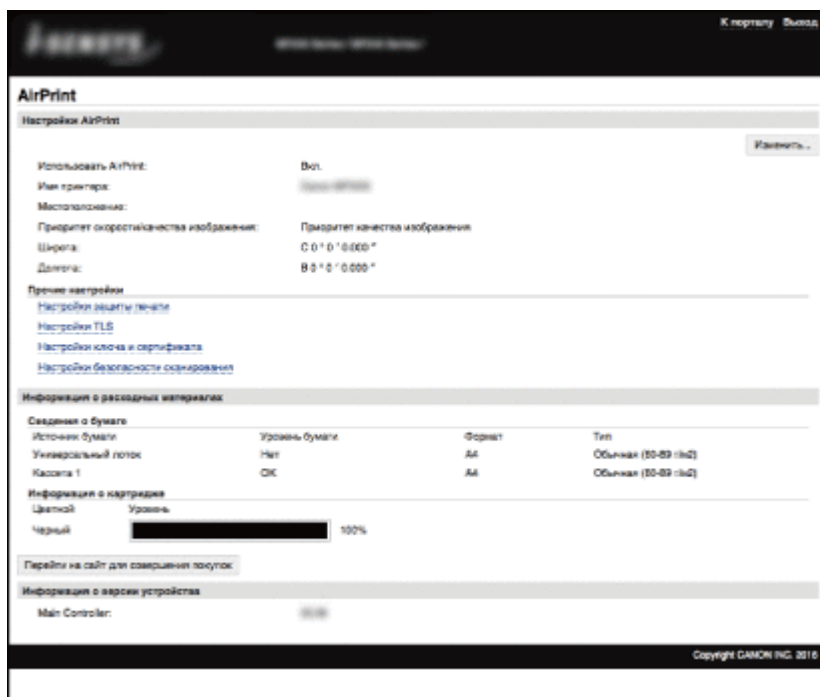 К порталу Выход
AirPrint
Настройки AirPrint
Изменить...
Использовать AirPrint: Вкл.
Имя принтера:
Местоположение:
Приоритет скорости/качества изображения: Приоритет качества изображения
Широта: С 0 ° 0 ' 0.000 "
Долгота: В 0 ° 0 ' 0.000 "
Прочие настройки
Настройки защиты печати
Настройки TLS
Настройки ключа и сертификата
Настройки безопасности сканирования
Информация о расходных материалах
Сведения о бумаге
Источник бумаги Уровень бумаги Формат Тип
Универсальный лоток Нет A4 Обычная (60-89 г/м2)
Кассета 1 OK A4 Обычная (60-89 г/м2)
Информация о картридже
Цветной Уровень
Черный 100%
Перейти на сайт для совершения покупок
Информация о версии устройства
Main Controller:
Copyright CANON INC. 2016